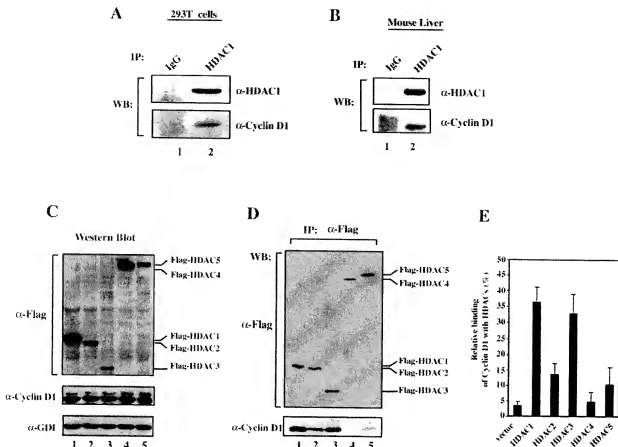 A
293T cells
IP:
IgG
HDAC1
WB:
α-HDAC1
α-Cyclin D1
1 2
B
Mouse Liver
IP:
IgG
HDAC1
WB:
α-HDAC1
α-Cyclin D1
1 2
C
Western Blot
α-Flag
Flag-HDAC5
Flag-HDAC4
Flag-HDAC1
Flag-HDAC2
Flag-HDAC3
α-Cyclin D1
α-GDI
1 2 3 4 5
D
IP: α-Flag
WB:
α-Flag
Flag-HDAC5
Flag-HDAC4
Flag-HDAC1
Flag-HDAC2
Flag-HDAC3
α-Cyclin D1
1 2 3 4 5
E
Relative binding
of Cyclin D1 with HDACs (%)
50
45
40
35
30
25
20
15
10
5
0
vector
HDAC1
HDAC2
HDAC3
HDAC4
HDAC5